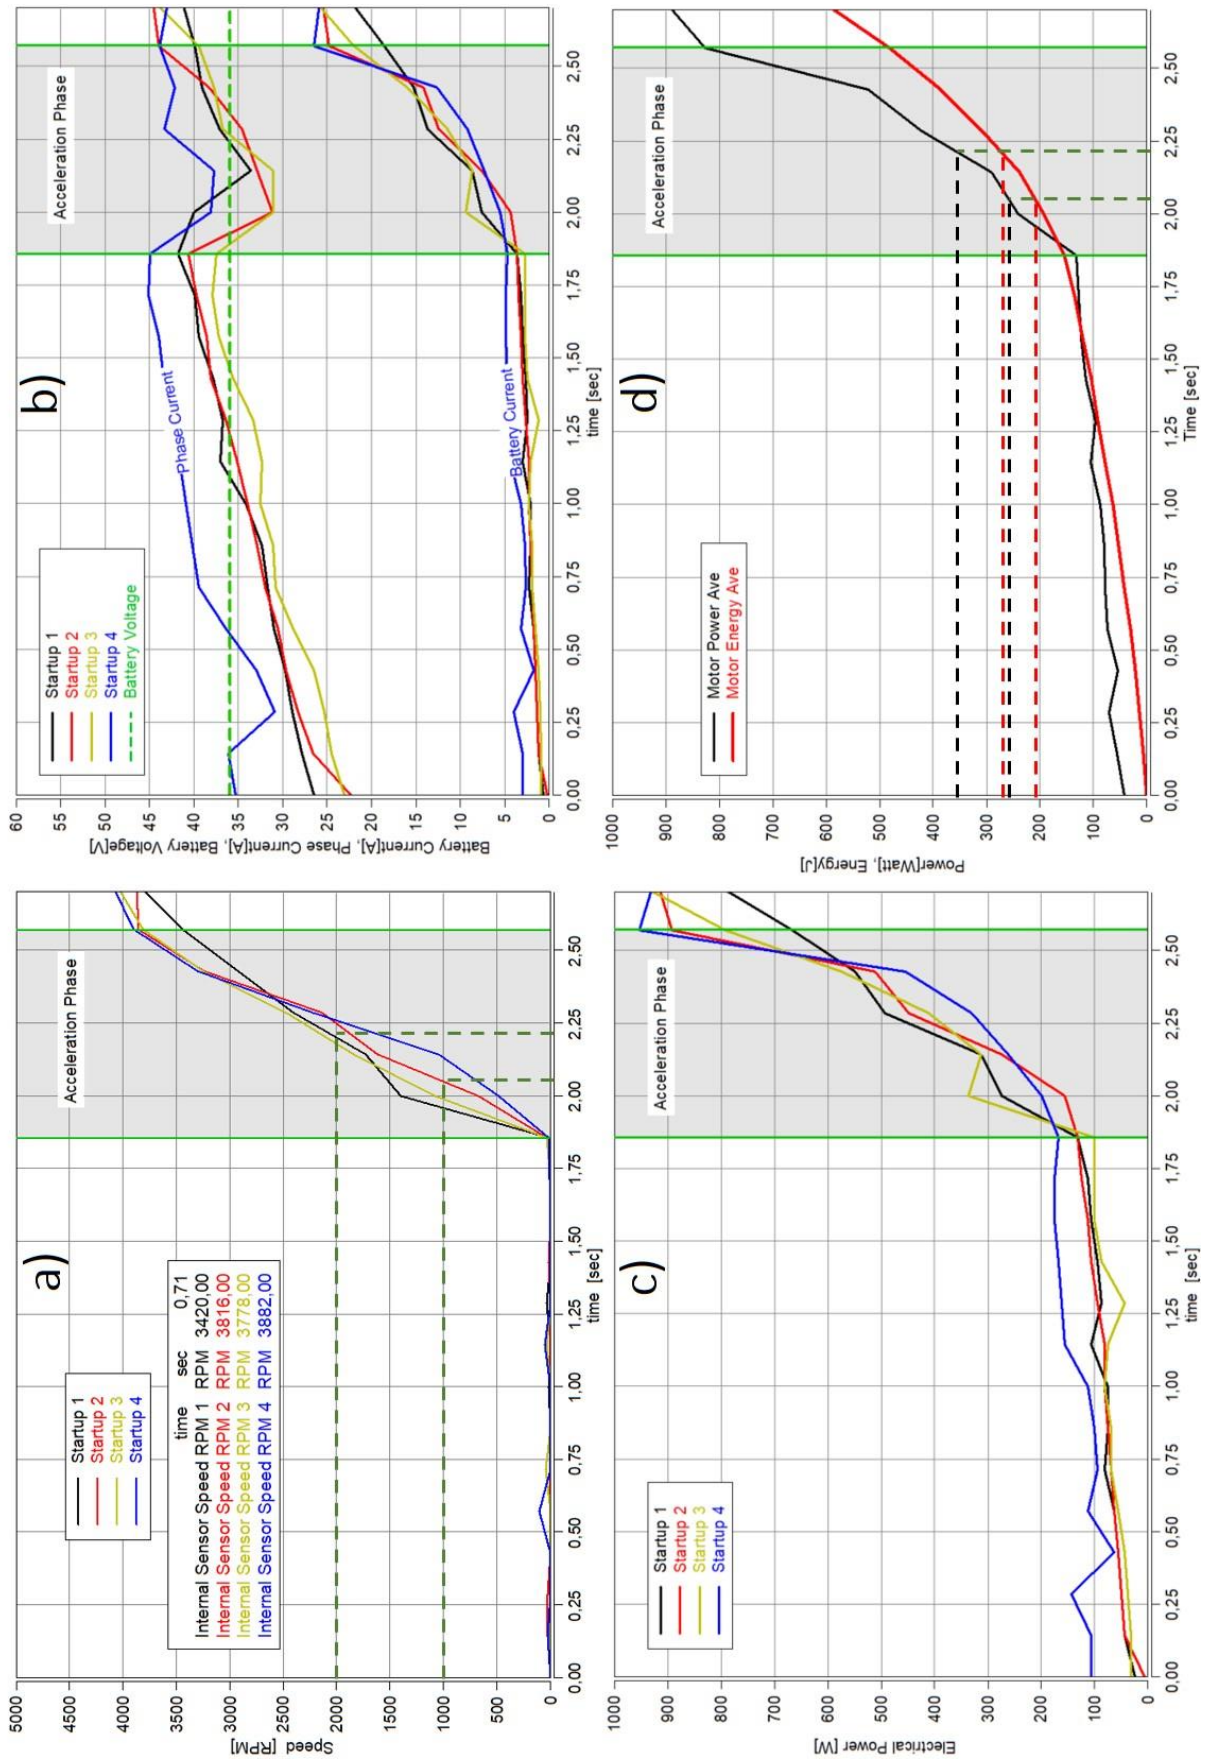 a)
5000
4500
4000
3500
3000
2500
2000
1500
1000
500
0
Speed [RPM]
Startup 1
Startup 2
Startup 3
Startup 4
time sec 0,71
Internal Sensor Speed RPM 1 RPM 3420,00
Internal Sensor Speed RPM 2 RPM 3816,00
Internal Sensor Speed RPM 3 RPM 3778,00
Internal Sensor Speed RPM 4 RPM 3882,00
Acceleration Phase
0,00 0,25 0,50 0,75 1,00 1,25 1,50 1,75 2,00 2,25 2,50
time [sec]
b)
60
55
50
45
40
35
30
25
20
15
10
5
0
Battery Current[A], Phase Current[A], Battery Voltage[V]
Startup 1
Startup 2
Startup 3
Startup 4
Battery Voltage
Phase Current
Battery Current
Acceleration Phase
0,00 0,25 0,50 0,75 1,00 1,25 1,50 1,75 2,00 2,25 2,50
time [sec]
c)
1000
900
800
700
600
500
400
300
200
100
0
Electrical Power [W]
Startup 1
Startup 2
Startup 3
Startup 4
Acceleration Phase
0,00 0,25 0,50 0,75 1,00 1,25 1,50 1,75 2,00 2,25 2,50
time [sec]
d)
1000
900
800
700
600
500
400
300
200
100
0
Power[Watt], Energy[J]
Motor Power Ave
Motor Energy Ave
Acceleration Phase
0,00 0,25 0,50 0,75 1,00 1,25 1,50 1,75 2,00 2,25 2,50
Time [sec]